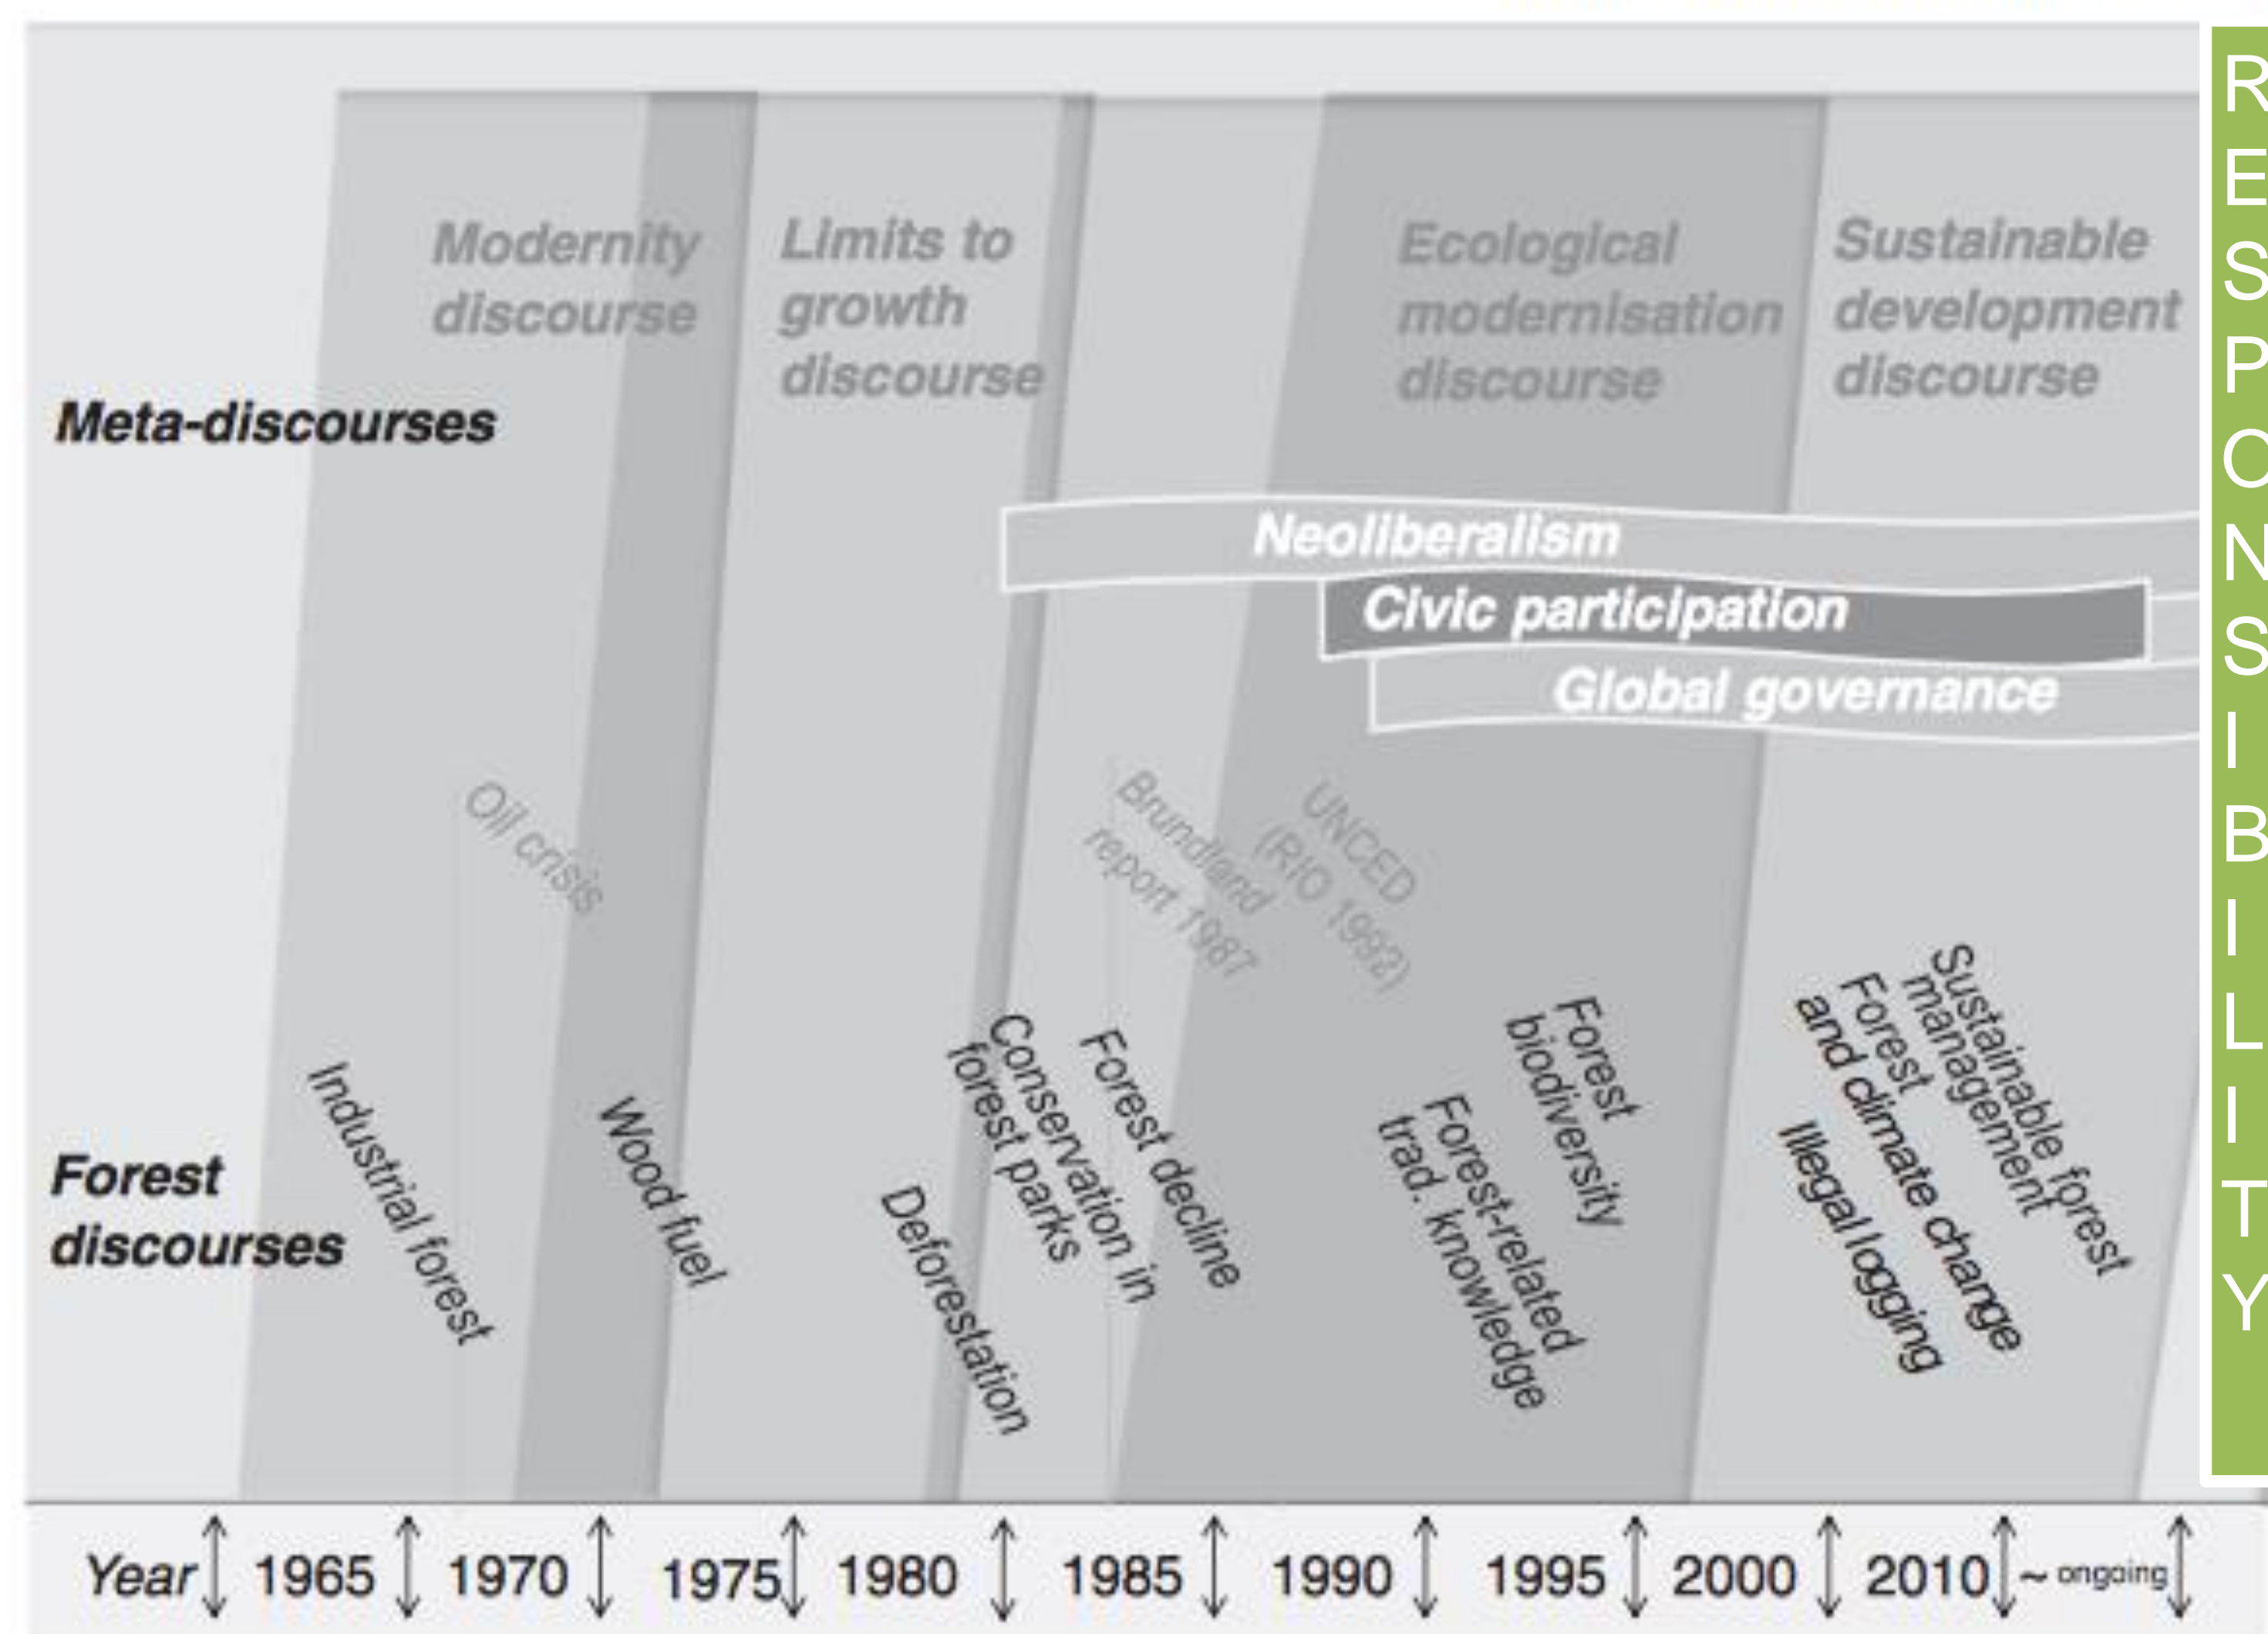 Modernity
discourse
Limits to
growth
discourse
Ecological
modernisation
discourse
Sustainable
development
discourse
Meta-discourses
Neoliberalism
Civic participation
Global governance
Oil crisis
Brundland
report 1987
UNCED
(RIO 1992)
Forest
discourses
Industrial forest
Wood fuel
Deforestation
Conservation in
forest parks
Forest decline
Forest-related
trad. knowledge
Forest
biodiversity
Illegal logging
Forest
and climate change
Sustainable forest
management
Year 1965 1970 1975 1980 1985 1990 1995 2000 2010 ~ ongoing
R
E
S
P
O
N
S
I
B
I
L
I
T
Y